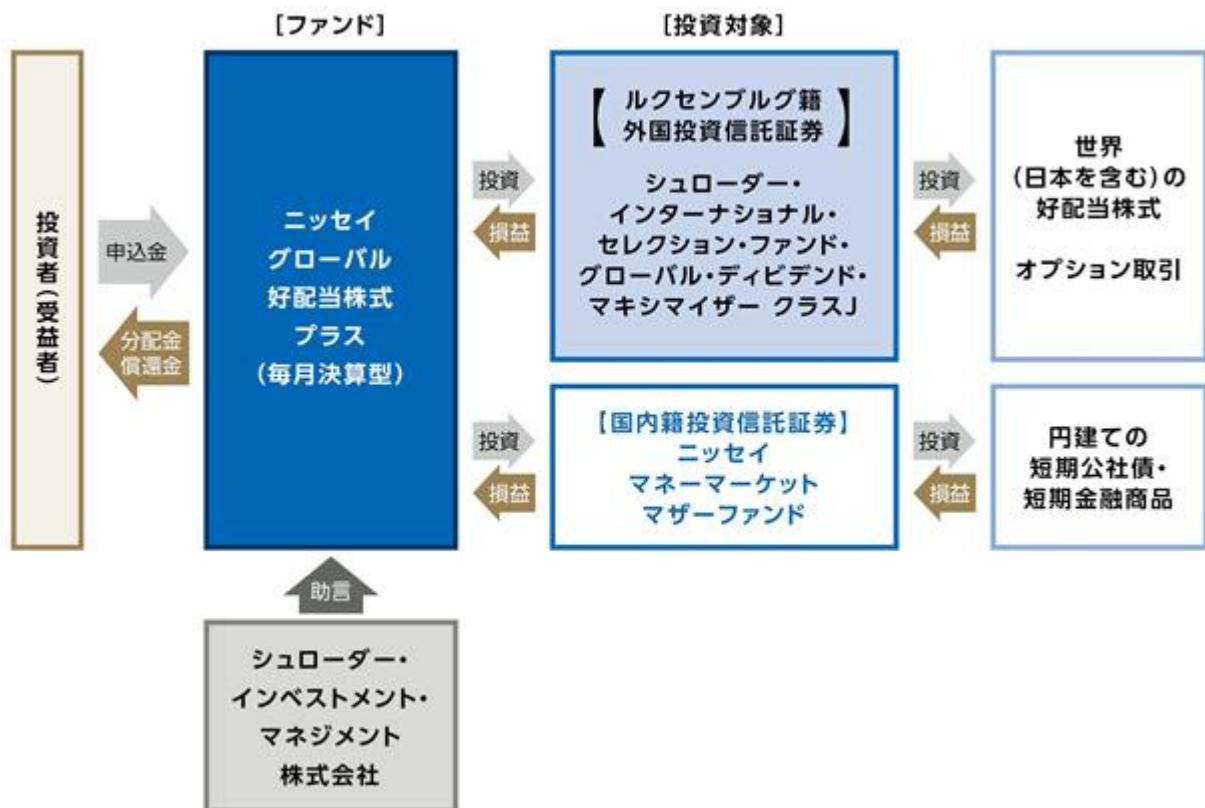 [ファンド]
[投資対象]
投資者(受益者)
申込金
分配金
償還金
ニッセイ
グローバル
好配当株式
プラス
(毎月決算型)
投資
損益
【ルクセンブルグ籍
外国投資信託証券】
シュローダー・
インターナショナル・
セレクション・ファンド・
グローバル・ディビデンド・
マキシマイザー クラスJ
投資
損益
世界
(日本を含む)の
好配当株式
オプション取引
投資
損益
【国内籍投資信託証券】
ニッセイ
マネーマーケット
マザーファンド
投資
損益
円建ての
短期公社債・
短期金融商品
助言
シュローダー・
インベストメント・
マネジメント
株式会社